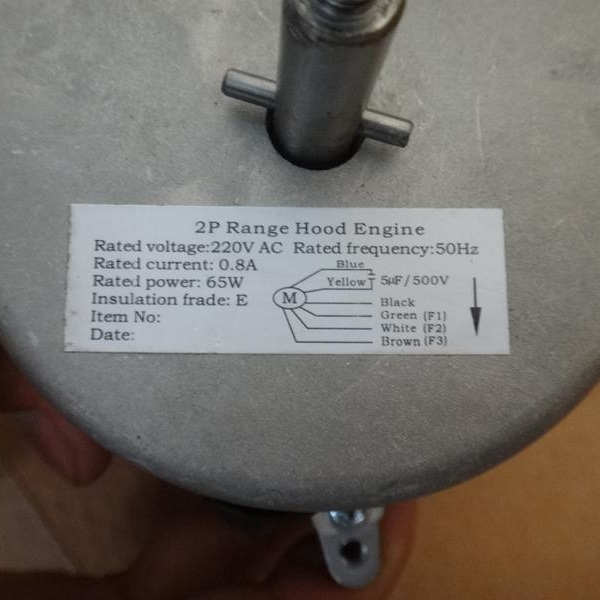 2P Range Hood Engine
Rated voltage:220V AC Rated frequency:50Hz
Rated current: 0.8A
Rated power: 65W
Insulation frade: E
Item No:
Date:
Blue
Yellow
5µF/500V
M
Black
Green (F1)
White (F2)
Brown (F3)